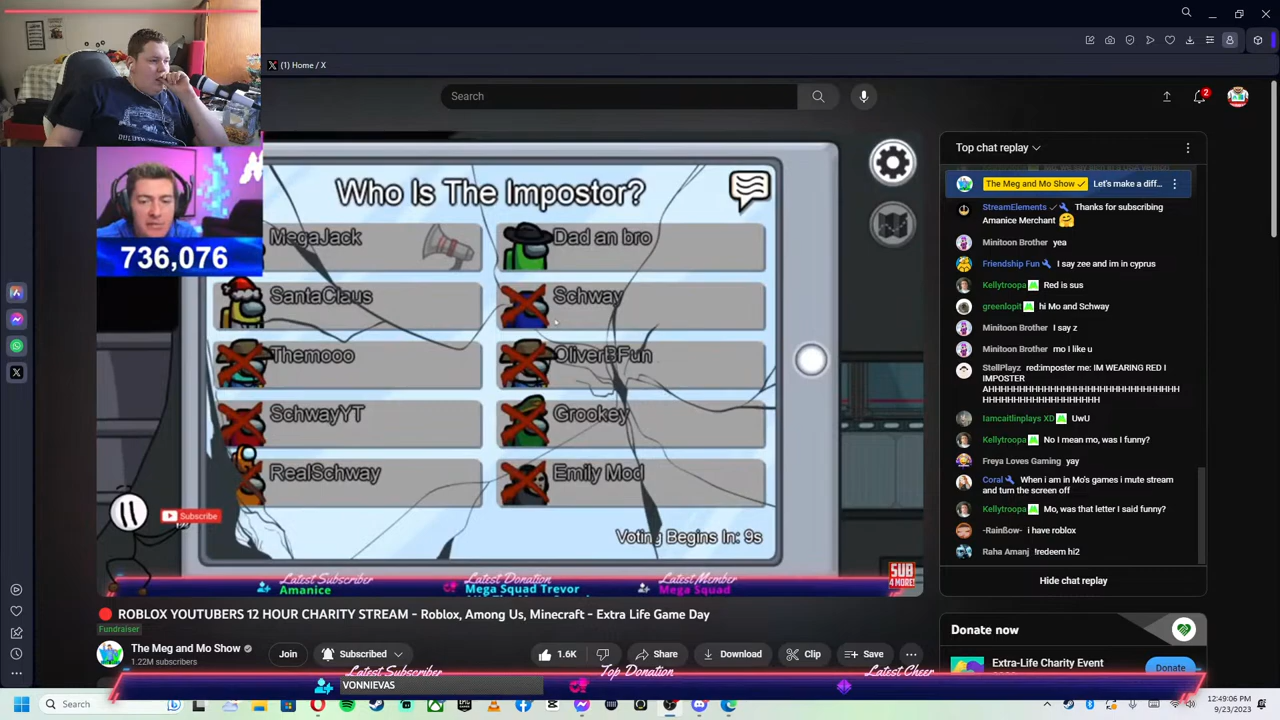 (1) Home / X
Search
2
Top chat replay
736,076
Who Is The Impostor?
MegaJack
Dad an bro
SantaClaus
Schway
Themooo
OliverBFun
SchwayYT
Grookey
RealSchway
Emily Mod
Voting Begins In: 9s
Subscribe
SUB
4 MORE!
Latest Subscriber
Amanice
Latest Donation
Mega Squad Trevor
Latest Member
Mega Squad
The Meg and Mo Show Let's make a diff...
StreamElements Thanks for subscribing
Amanice Merchant
Minitoon Brother yea
Friendship Fun I say zee and im in cyprus
Kellytroopa Red is sus
greenlopit hi Mo and Schway
Minitoon Brother I say z
Minitoon Brother mo I like u
StellPlayz red:imposter me: IM WEARING RED I
IMPOSTER
AHHHHHHHHHHHHHHHHHHHHHHHHHHHHH
HHHHHHHHHHHHHHHHHH
Iamcaitlinplays XD UwU
Kellytroopa No I mean mo, was I funny?
Freya Loves Gaming yay
Coral When i am in Mo's games i mute stream
and turn the screen off
Kellytroopa Mo, was that letter I said funny?
-Rainßow- i have roblox
Raha Amanj !redeem hi2
Hide chat replay
ROBLOX YOUTUBERS 12 HOUR CHARITY STREAM - Roblox, Among Us, Minecraft - Extra Life Game Day
Fundraiser
The Meg and Mo Show
1.22M subscribers
Join
Subscribed
1.6K
Share
Download
Clip
Save
Donate now
Extra-Life Charity Event
Donate
Latest Subscriber
VONNIEVAS
Top Donation
Latest Cheer
Search
12:49:06 PM
9/23/2023